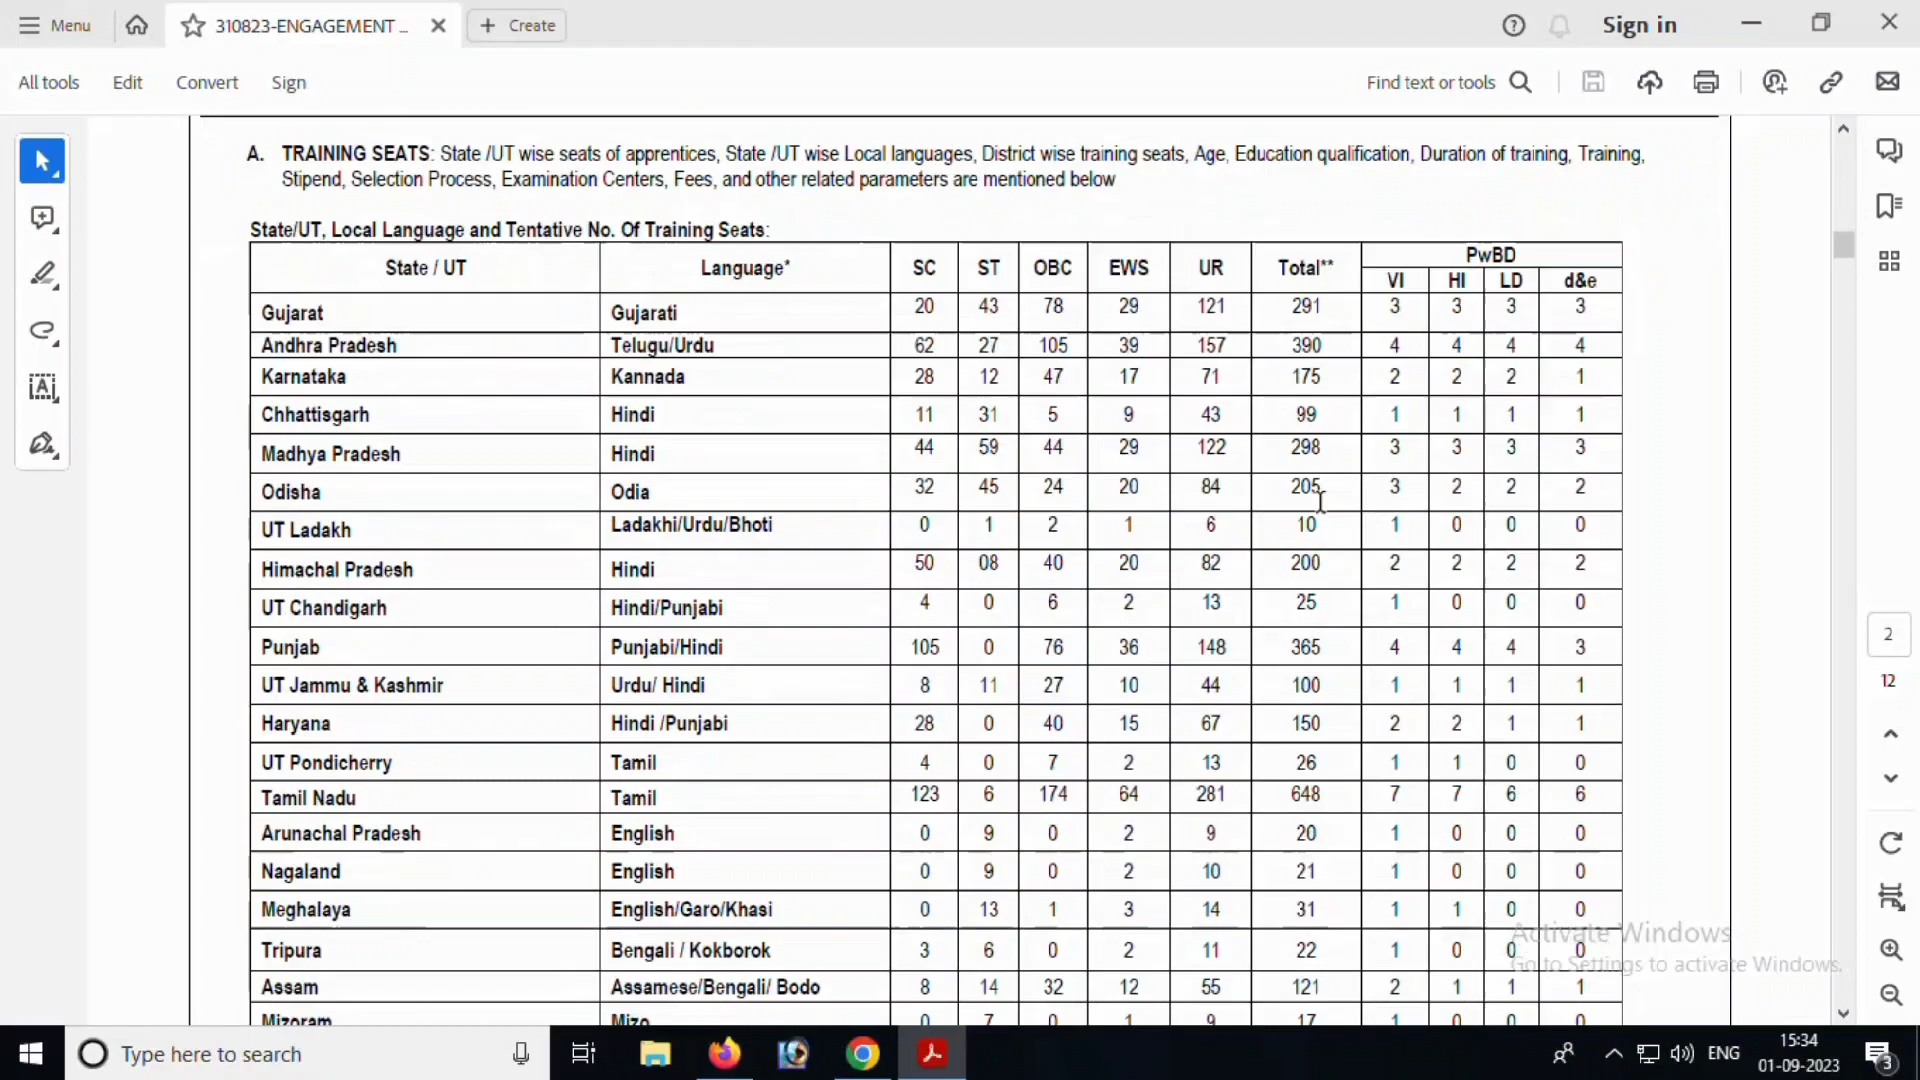 Menu
310823-ENGAGEMENT ...
Create
Sign in
All tools Edit Convert Sign
Find text or tools
A. TRAINING SEATS: State /UT wise seats of apprentices, State /UT wise Local languages, District wise training seats, Age, Education qualification, Duration of training, Training,
Stipend, Selection Process, Examination Centers, Fees, and other related parameters are mentioned below
State/UT, Local Language and Tentative No. Of Training Seats:
State / UT Language* SC ST OBC EWS UR Total** PwBD
VI HI LD d&e
Gujarat Gujarati 20 43 78 29 121 291 3 3 3 3
Andhra Pradesh Telugu/Urdu 62 27 105 39 157 390 4 4 4 4
Karnataka Kannada 28 12 47 17 71 175 2 2 2 1
Chhattisgarh Hindi 11 31 5 9 43 99 1 1 1 1
Madhya Pradesh Hindi 44 59 44 29 122 298 3 3 3 3
Odisha Odia 32 45 24 20 84 205 3 2 2 2
UT Ladakh Ladakhi/Urdu/Bhoti 0 1 2 1 6 10 1 0 0 0
Himachal Pradesh Hindi 50 08 40 20 82 200 2 2 2 2
UT Chandigarh Hindi/Punjabi 4 0 6 2 13 25 1 0 0 0
Punjab Punjabi/Hindi 105 0 76 36 148 365 4 4 4 3
UT Jammu & Kashmir Urdu/ Hindi 8 11 27 10 44 100 1 1 1 1
Haryana Hindi /Punjabi 28 0 40 15 67 150 2 2 1 1
UT Pondicherry Tamil 4 0 7 2 13 26 1 1 0 0
Tamil Nadu Tamil 123 6 174 64 281 648 7 7 6 6
Arunachal Pradesh English 0 9 0 2 9 20 1 0 0 0
Nagaland English 0 9 0 2 10 21 1 0 0 0
Meghalaya English/Garo/Khasi 0 13 1 3 14 31 1 1 0 0
Tripura Bengali / Kokborok 3 6 0 2 11 22 1 0 0 0
Assam Assamese/Bengali/ Bodo 8 14 32 12 55 121 2 1 1 1
Mizoram Mizo 0 7 0 1 9 17 1 0 0 0
2
12
Activate Windows
Go to Settings to activate Windows.
Type here to search
ENG
15:34
01-09-2023
3